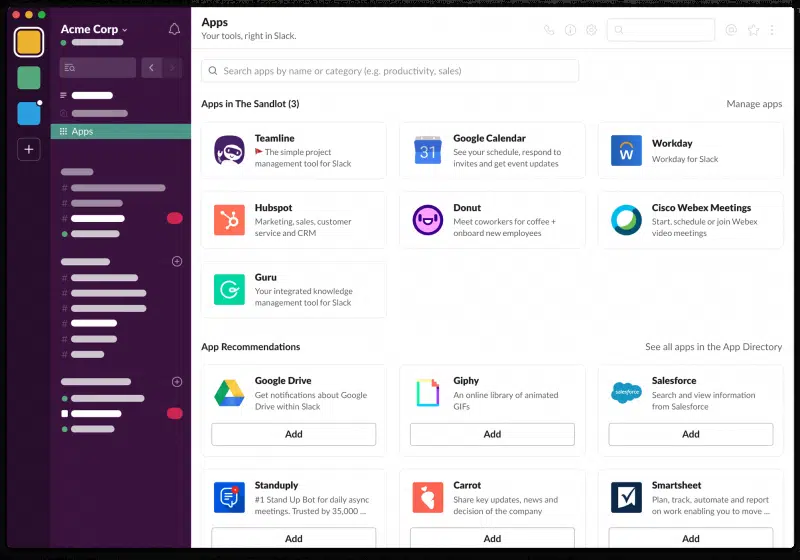 Acme Corp
Apps
Your tools, right in Slack.
Apps
Search apps by name or category (e.g. productivity, sales)
Apps in The Sandlot (3)
Manage apps
Teamline
The simple project
management tool for Slack
31
Google Calendar
See your schedule, respond to
invites and get event updates
W
Workday
Workday for Slack
Hubspot
Marketing, sales, customer
service and CRM
Donut
Meet coworkers for coffee +
onboard new employees
Cisco Webex Meetings
Start, schedule or join Webex
video meetings
Guru
Your integrated knowledge
management tool for Slack
App Recommendations
See all apps in the App Directory
Google Drive
Get notifications about Google
Drive within Slack
Add
Giphy
An online library of animated
GIFs
Add
salesforce
Salesforce
Search and view information
from Salesforce
Add
Standuply
#1 Stand Up Bot for daily async
meetings. Trusted by 35,000 ...
Add
Carrot
Share key updates, news and
decision of the company
Add
Smartsheet
Plan, track, automate and report
on work enabling you to move ...
Add